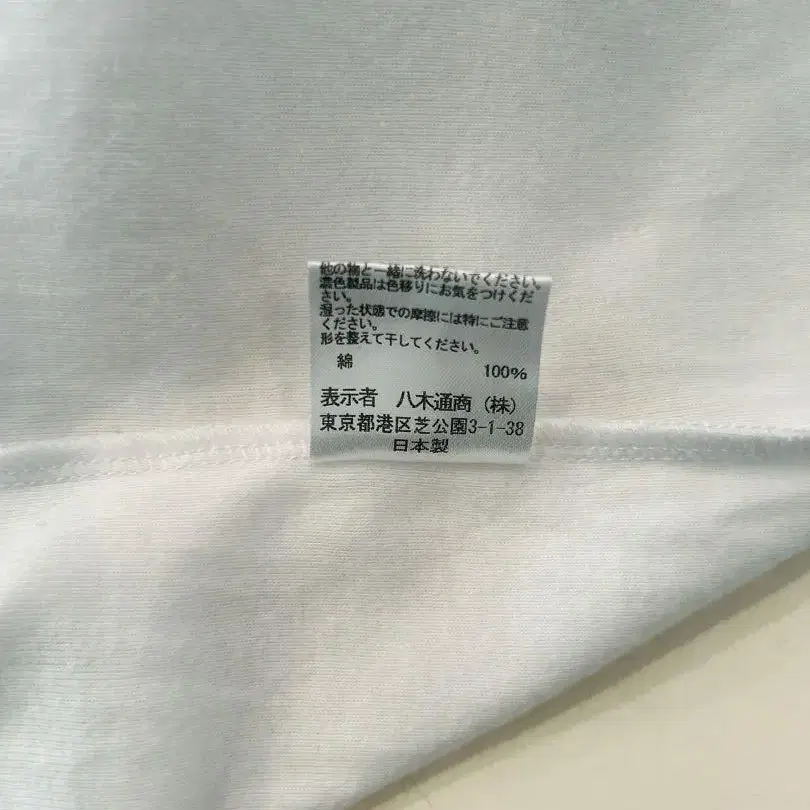 他の物と一緒に洗わないでください。
濃色製品は色移りにお気をつけくだ
さい。
湿った状態での摩擦には特にご注意
ください。
形を整えて干してください。
綿 100%
表示者 八木通商(株)
東京都港区芝公園3-1-38
日本製